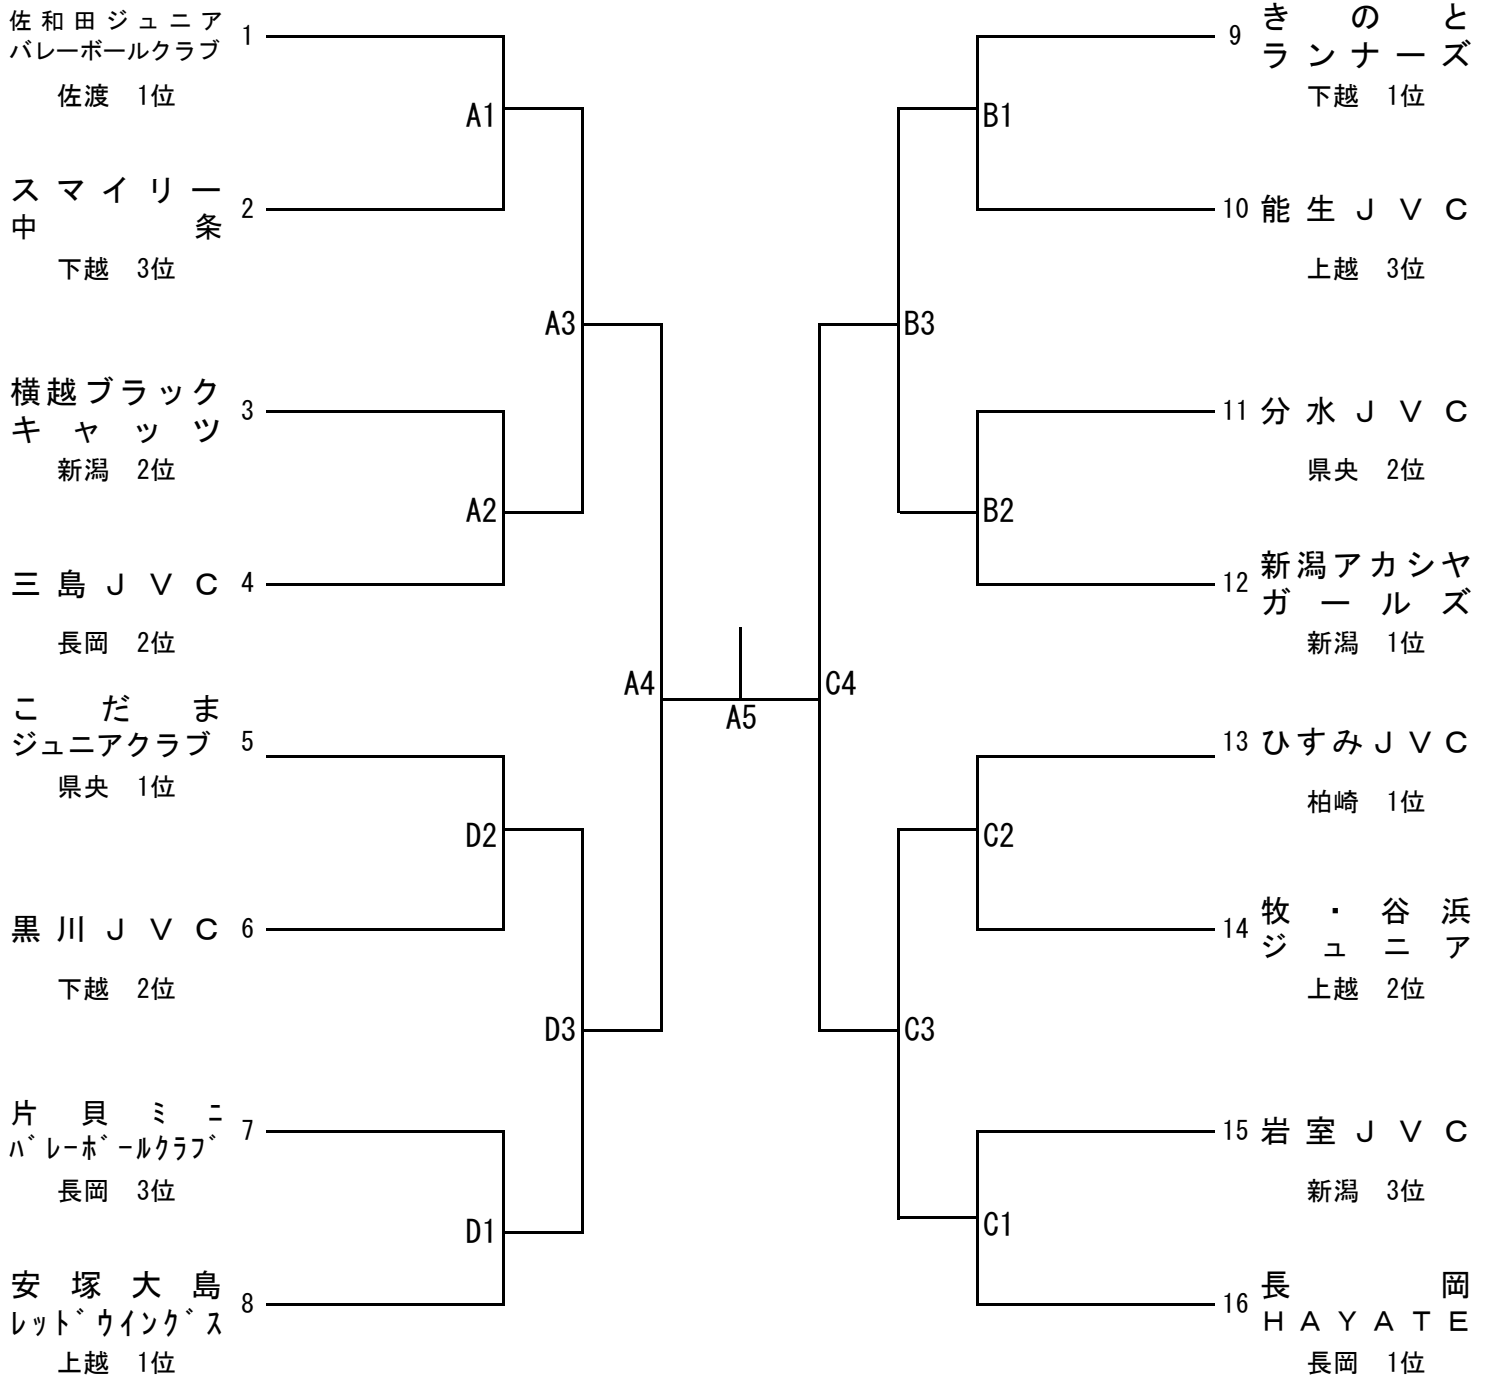 佐和田ジュニア
バレーボールクラブ
1
佐渡 1位
A1
スマイリー
中条
2
下越 3位
A3
横越ブラック
キャッツ
3
新潟 2位
A2
三島JVC 4
長岡 2位
A4
こだま
ジュニアクラブ 5
県央 1位
D2
黒川JVC 6
下越 2位
D3
片貝ミニ
バレーボールクラブ
7
長岡 3位
D1
安塚大島
レッドウイングス
8
上越 1位
A5
9
きのと
ランナーズ
下越 1位
B1
10 能生JVC
上越 3位
B3
11 分水JVC
県央 2位
B2
12
新潟アカシヤ
ガールズ
新潟 1位
C4
13 ひすみJVC
柏崎 1位
C2
14
牧・谷浜
ジュニア
上越 2位
C3
15 岩室JVC
新潟 3位
C1
16
長岡
HAYATE
長岡 1位